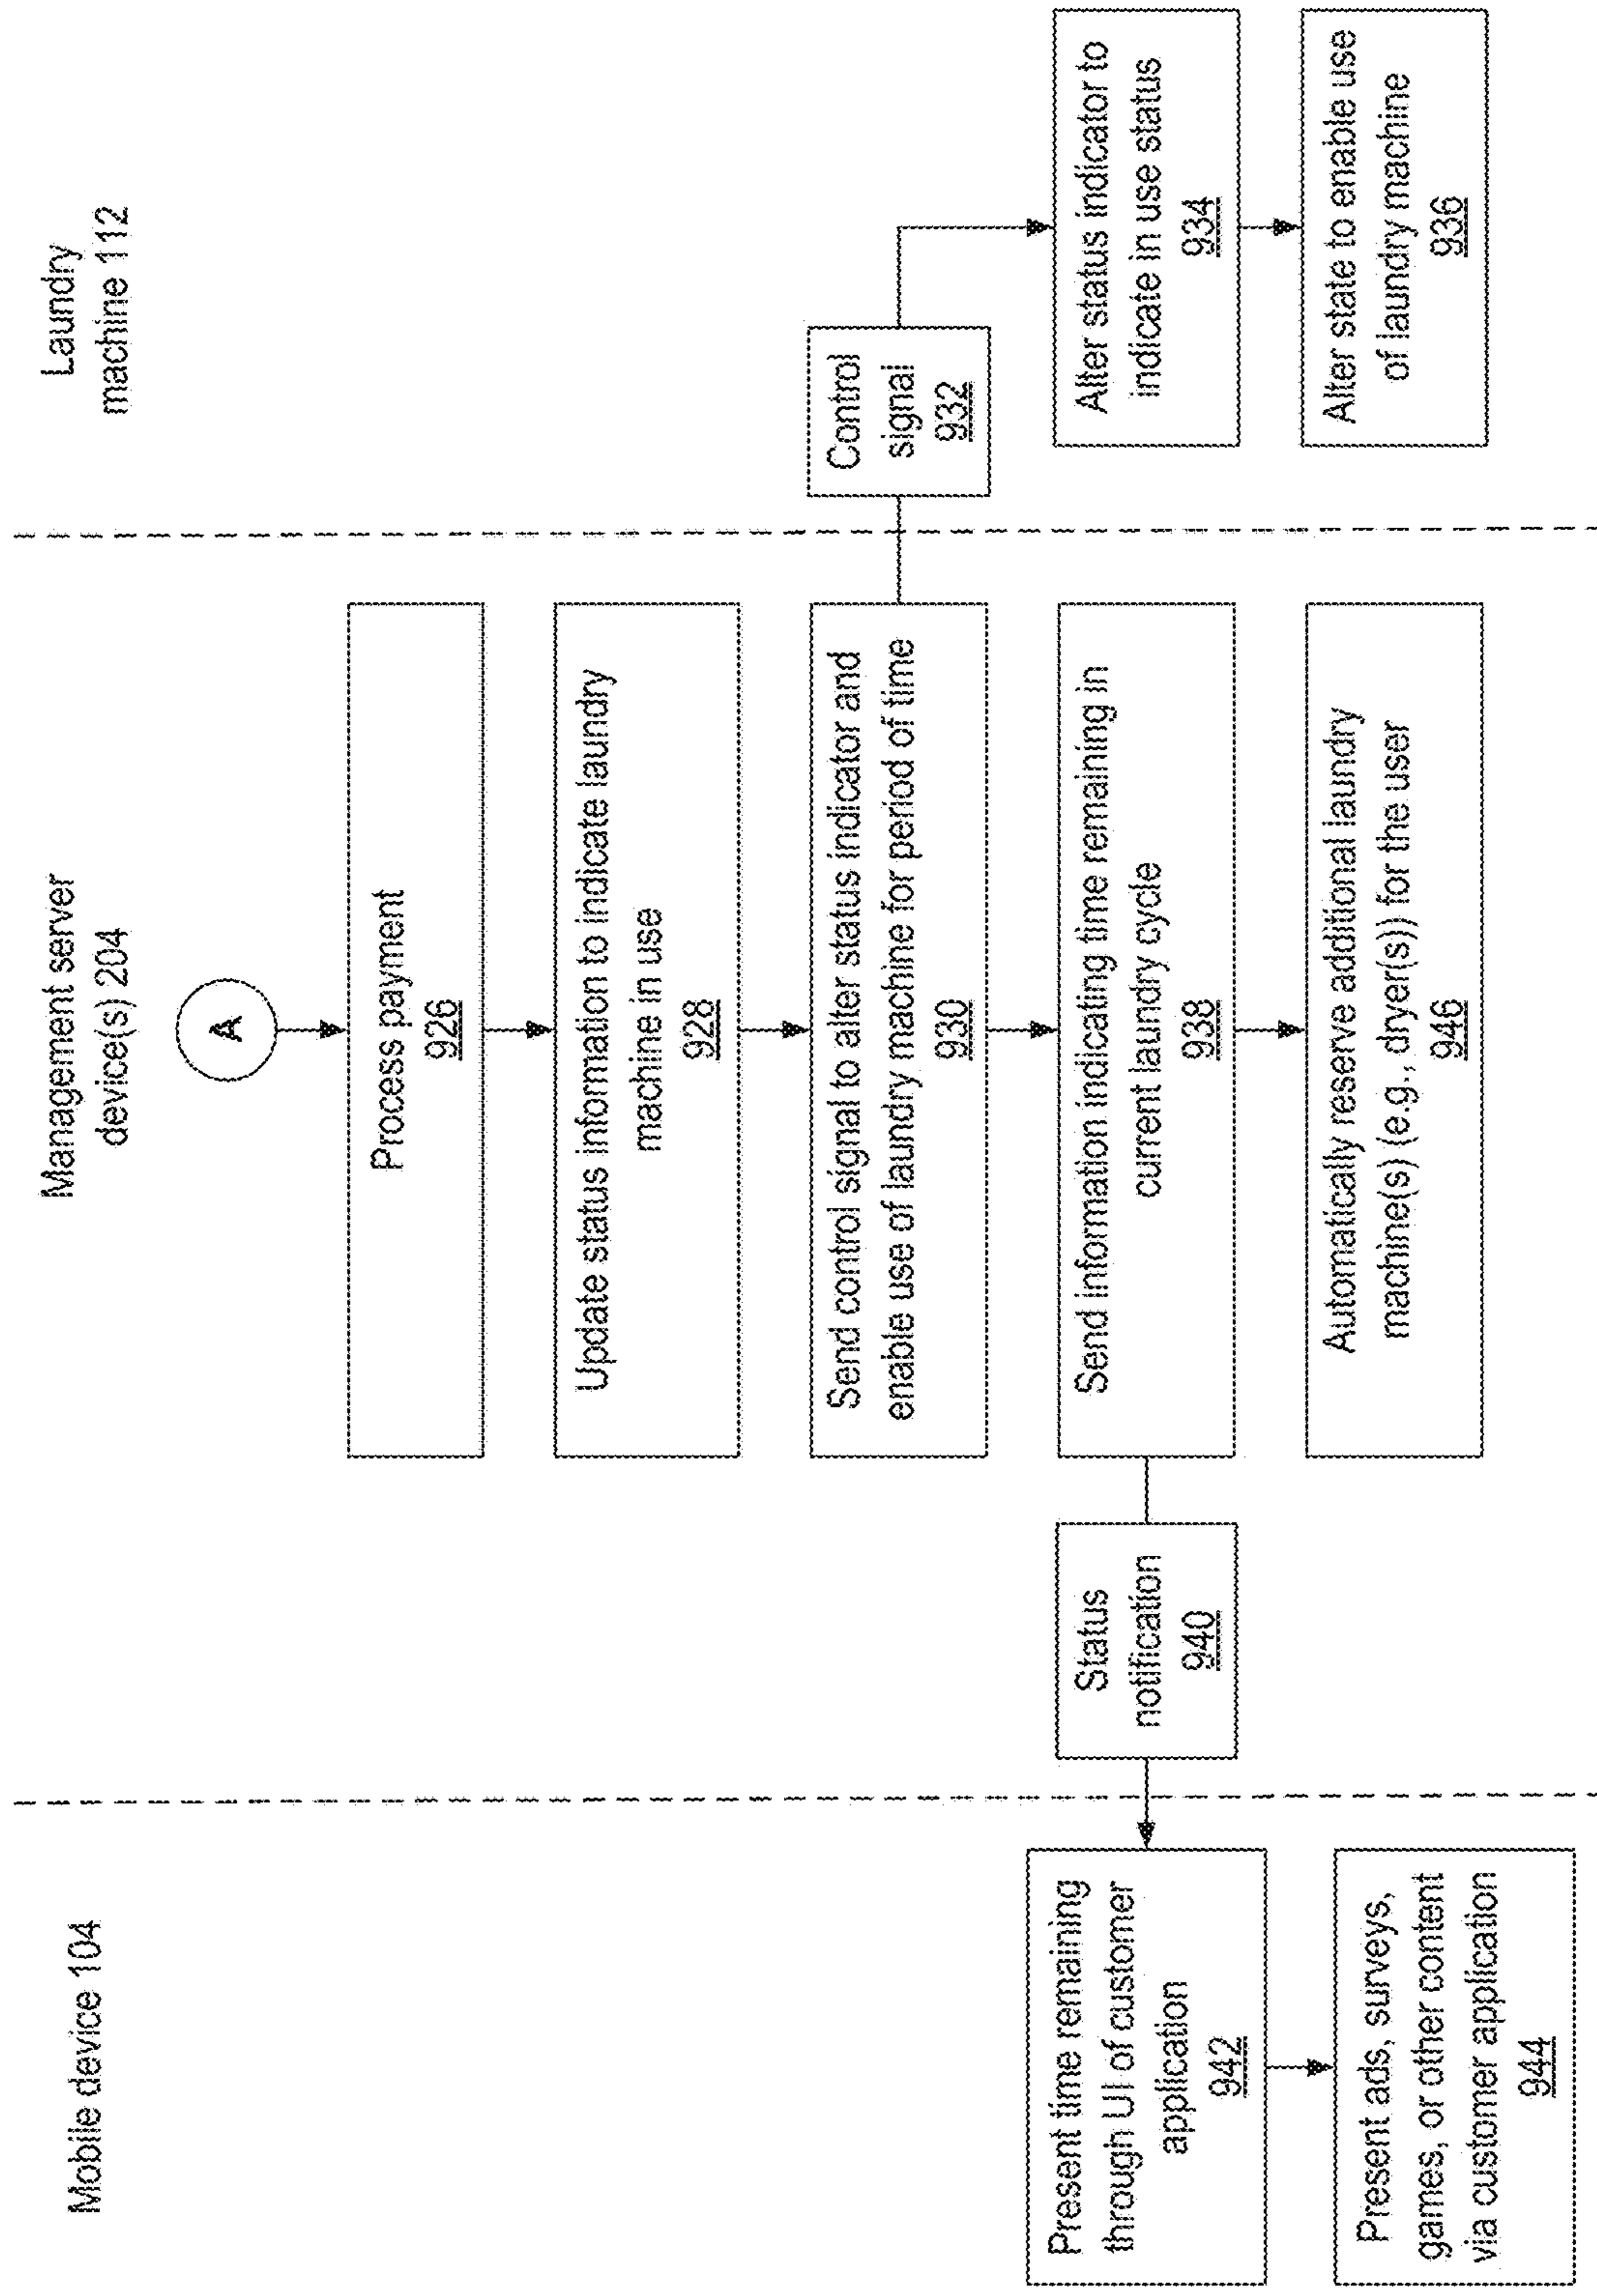 Mobile device 104
Management server
device(s) 204
Laundry
machine 112
A
Process payment
926
Update status information to indicate laundry
machine in use
928
Send control signal to alter status indicator and
enable use of laundry machine for period of time
930
Control
signal
932
Alter status indicator to
indicate in use status
934
Alter state to enable use
of laundry machine
936
Send information indicating time remaining in
current laundry cycle
938
Status
notification
940
Present time remaining
through UI of customer
application
942
Present ads, surveys,
games, or other content
via customer application
944
Automatically reserve additional laundry
machine(s) (e.g., dryer(s)) for the user
946